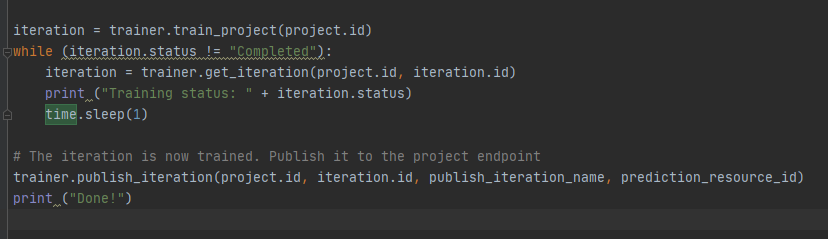 iteration = trainer.train_project(project.id)
while (iteration.status != "Completed"):
    iteration = trainer.get_iteration(project.id, iteration.id)
    print ("Training status: " + iteration.status)
    time.sleep(1)
# The iteration is now trained. Publish it to the project endpoint
trainer.publish_iteration(project.id, iteration.id, publish_iteration_name, prediction_resource_id)
print ("Done!")